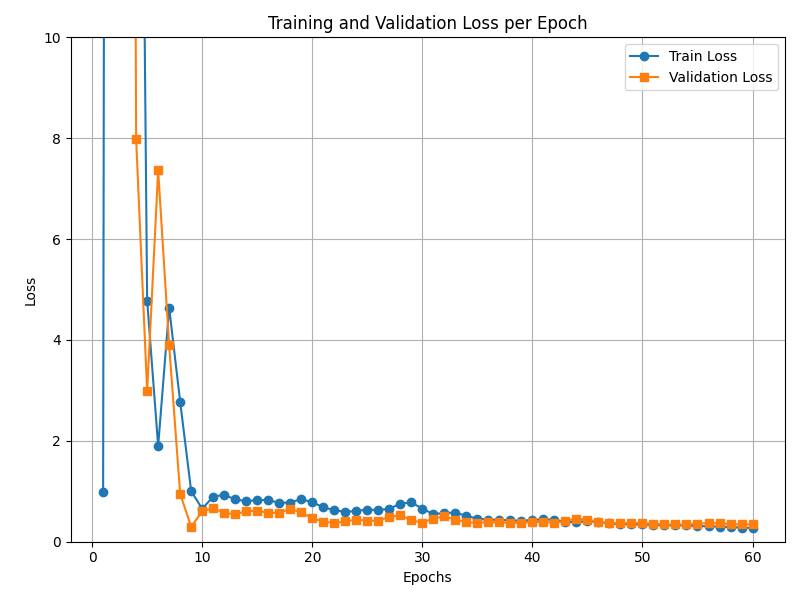 Training and Validation Loss per Epoch
Train Loss
Validation Loss
10
8
6
4
2
0
Loss
0 10 20 30 40 50 60
Epochs